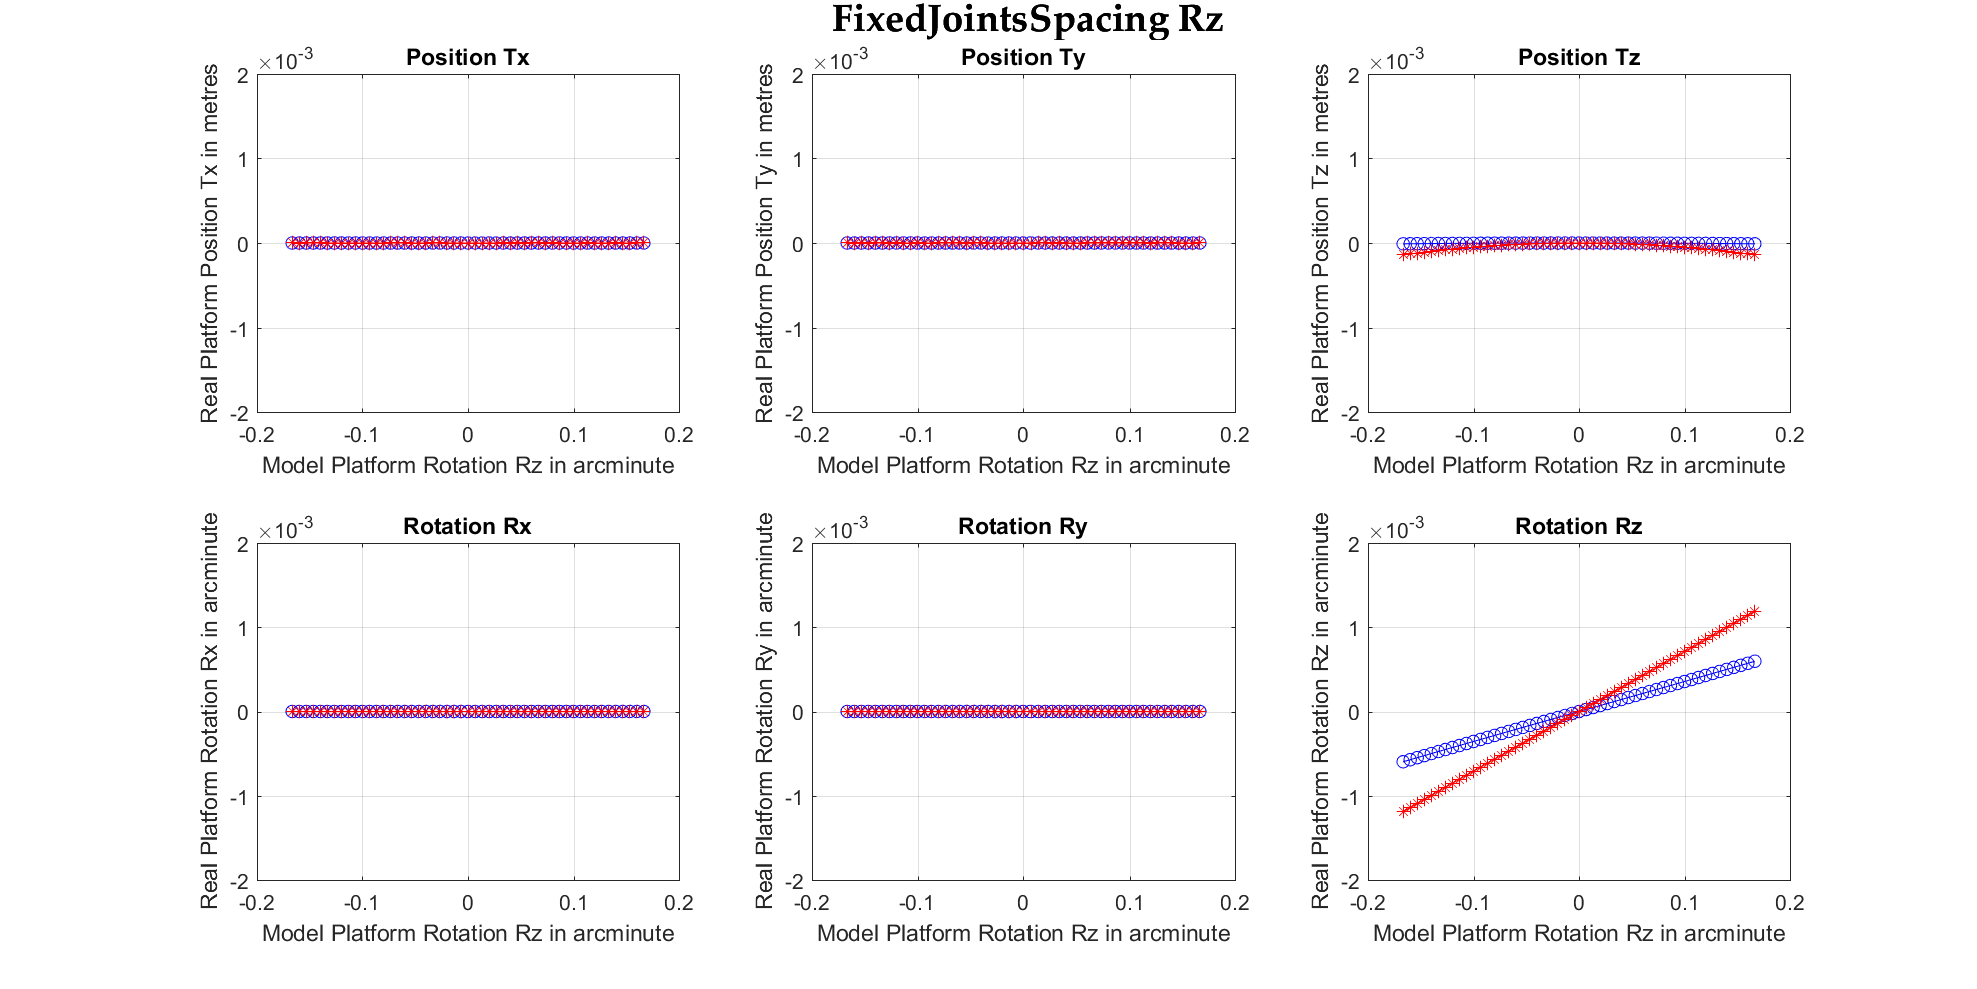 FixedJointsSpacing Rz
Position Tx
×10-3
Real Platform Position Tx in metres
2
1
0
-1
-2
-0.2 -0.1 0 0.1 0.2
Model Platform Rotation Rz in arcminute
Position Ty
×10-3
Real Platform Position Ty in metres
2
1
0
-1
-2
-0.2 -0.1 0 0.1 0.2
Model Platform Rotation Rz in arcminute
Position Tz
×10-3
Real Platform Position Tz in metres
2
1
0
-1
-2
-0.2 -0.1 0 0.1 0.2
Model Platform Rotation Rz in arcminute
Rotation Rx
×10-3
Real Platform Rotation Rx in arcminute
2
1
0
-1
-2
-0.2 -0.1 0 0.1 0.2
Model Platform Rotation Rz in arcminute
Rotation Ry
×10-3
Real Platform Rotation Ry in arcminute
2
1
0
-1
-2
-0.2 -0.1 0 0.1 0.2
Model Platform Rotation Rz in arcminute
Rotation Rz
×10-3
Real Platform Rotation Rz in arcminute
2
1
0
-1
-2
-0.2 -0.1 0 0.1 0.2
Model Platform Rotation Rz in arcminute